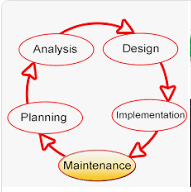 Analysis
Design
Planning
Implementation
Maintenance